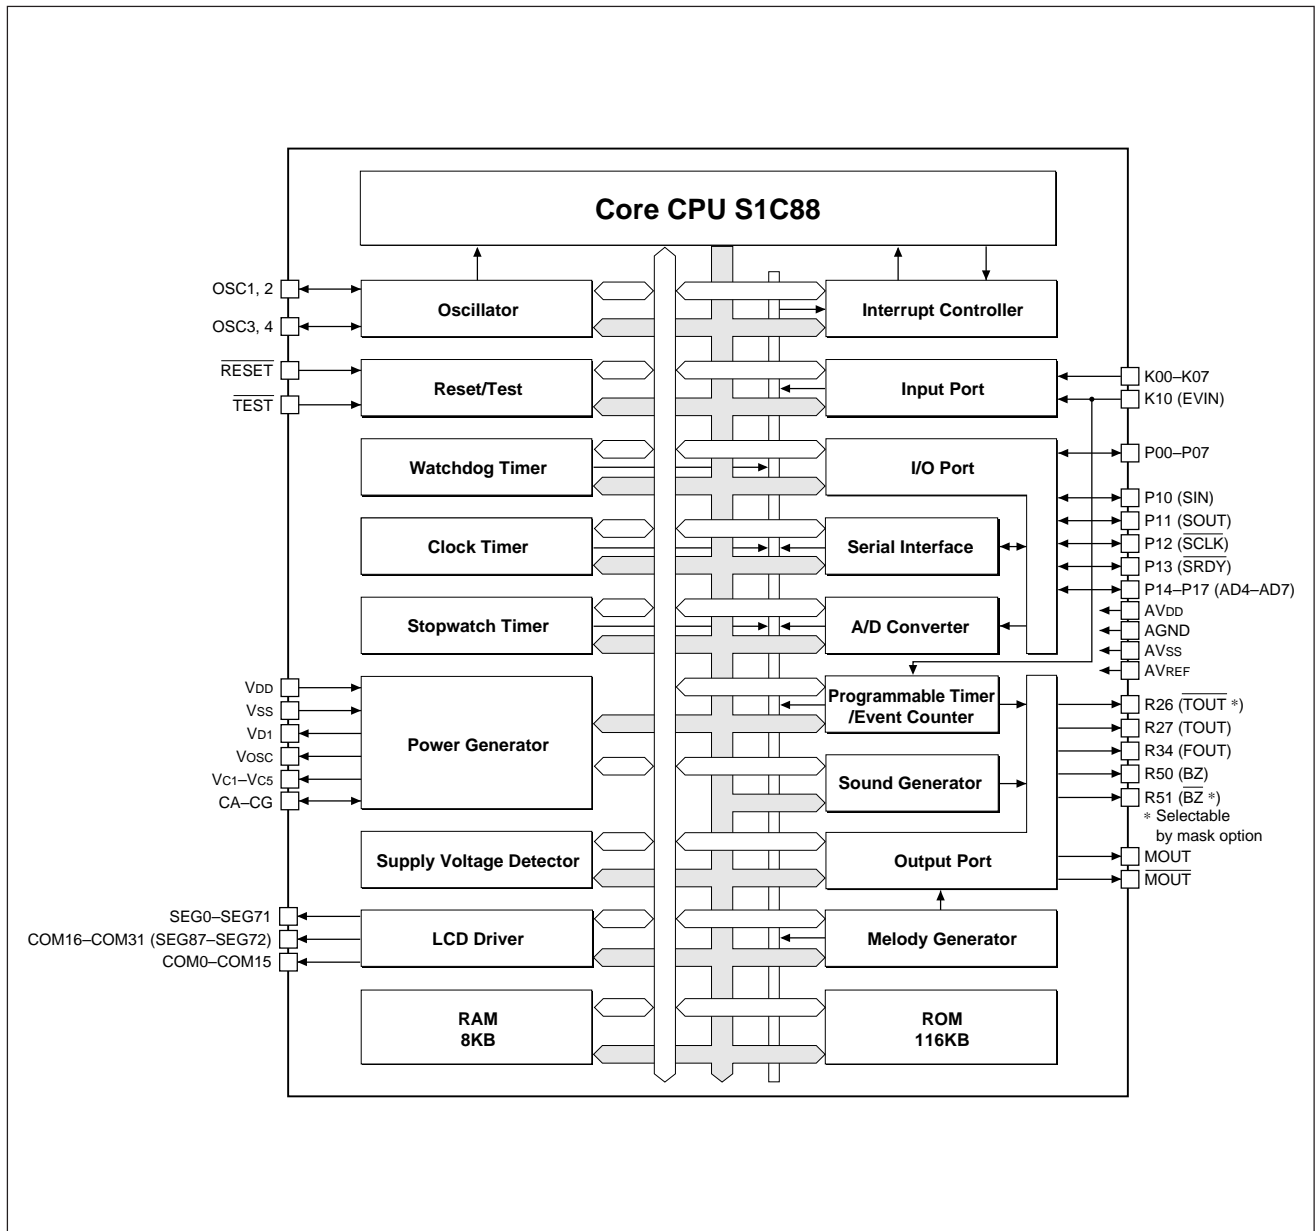 Core CPU S1C88
OSC1, 2
OSC3, 4
Oscillator
Interrupt Controller
RESET
TEST
Reset/Test
Input Port
K00–K07
K10 (EVIN)
Watchdog Timer
I/O Port
P00–P07
P10 (SIN)
P11 (SOUT)
P12 (SCLK)
P13 (SRDY)
P14–P17 (AD4–AD7)
Clock Timer
Serial Interface
Stopwatch Timer
A/D Converter
AVDD
AGND
AVSS
AVREF
VDD
VSS
VD1
VOSC
VC1–VC5
CA–CG
Power Generator
Programmable Timer
/Event Counter
Sound Generator
R26 (TOUT *)
R27 (TOUT)
R34 (FOUT)
R50 (BZ)
R51 (BZ *)
* Selectable
by mask option
Supply Voltage Detector
Output Port
MOUT
MOUT
SEG0–SEG71
COM16–COM31 (SEG87–SEG72)
COM0–COM15
LCD Driver
Melody Generator
RAM
8KB
ROM
116KB